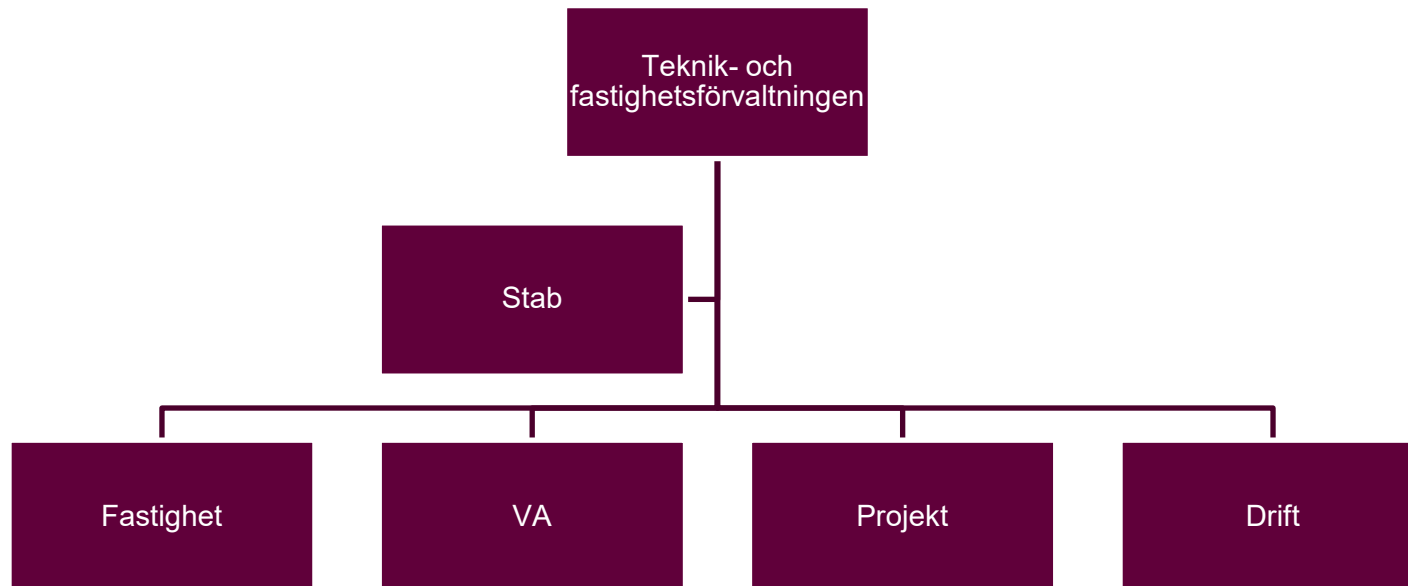 Teknik- och
fastighetsförvaltningen
Stab
Fastighet
VA
Projekt
Drift